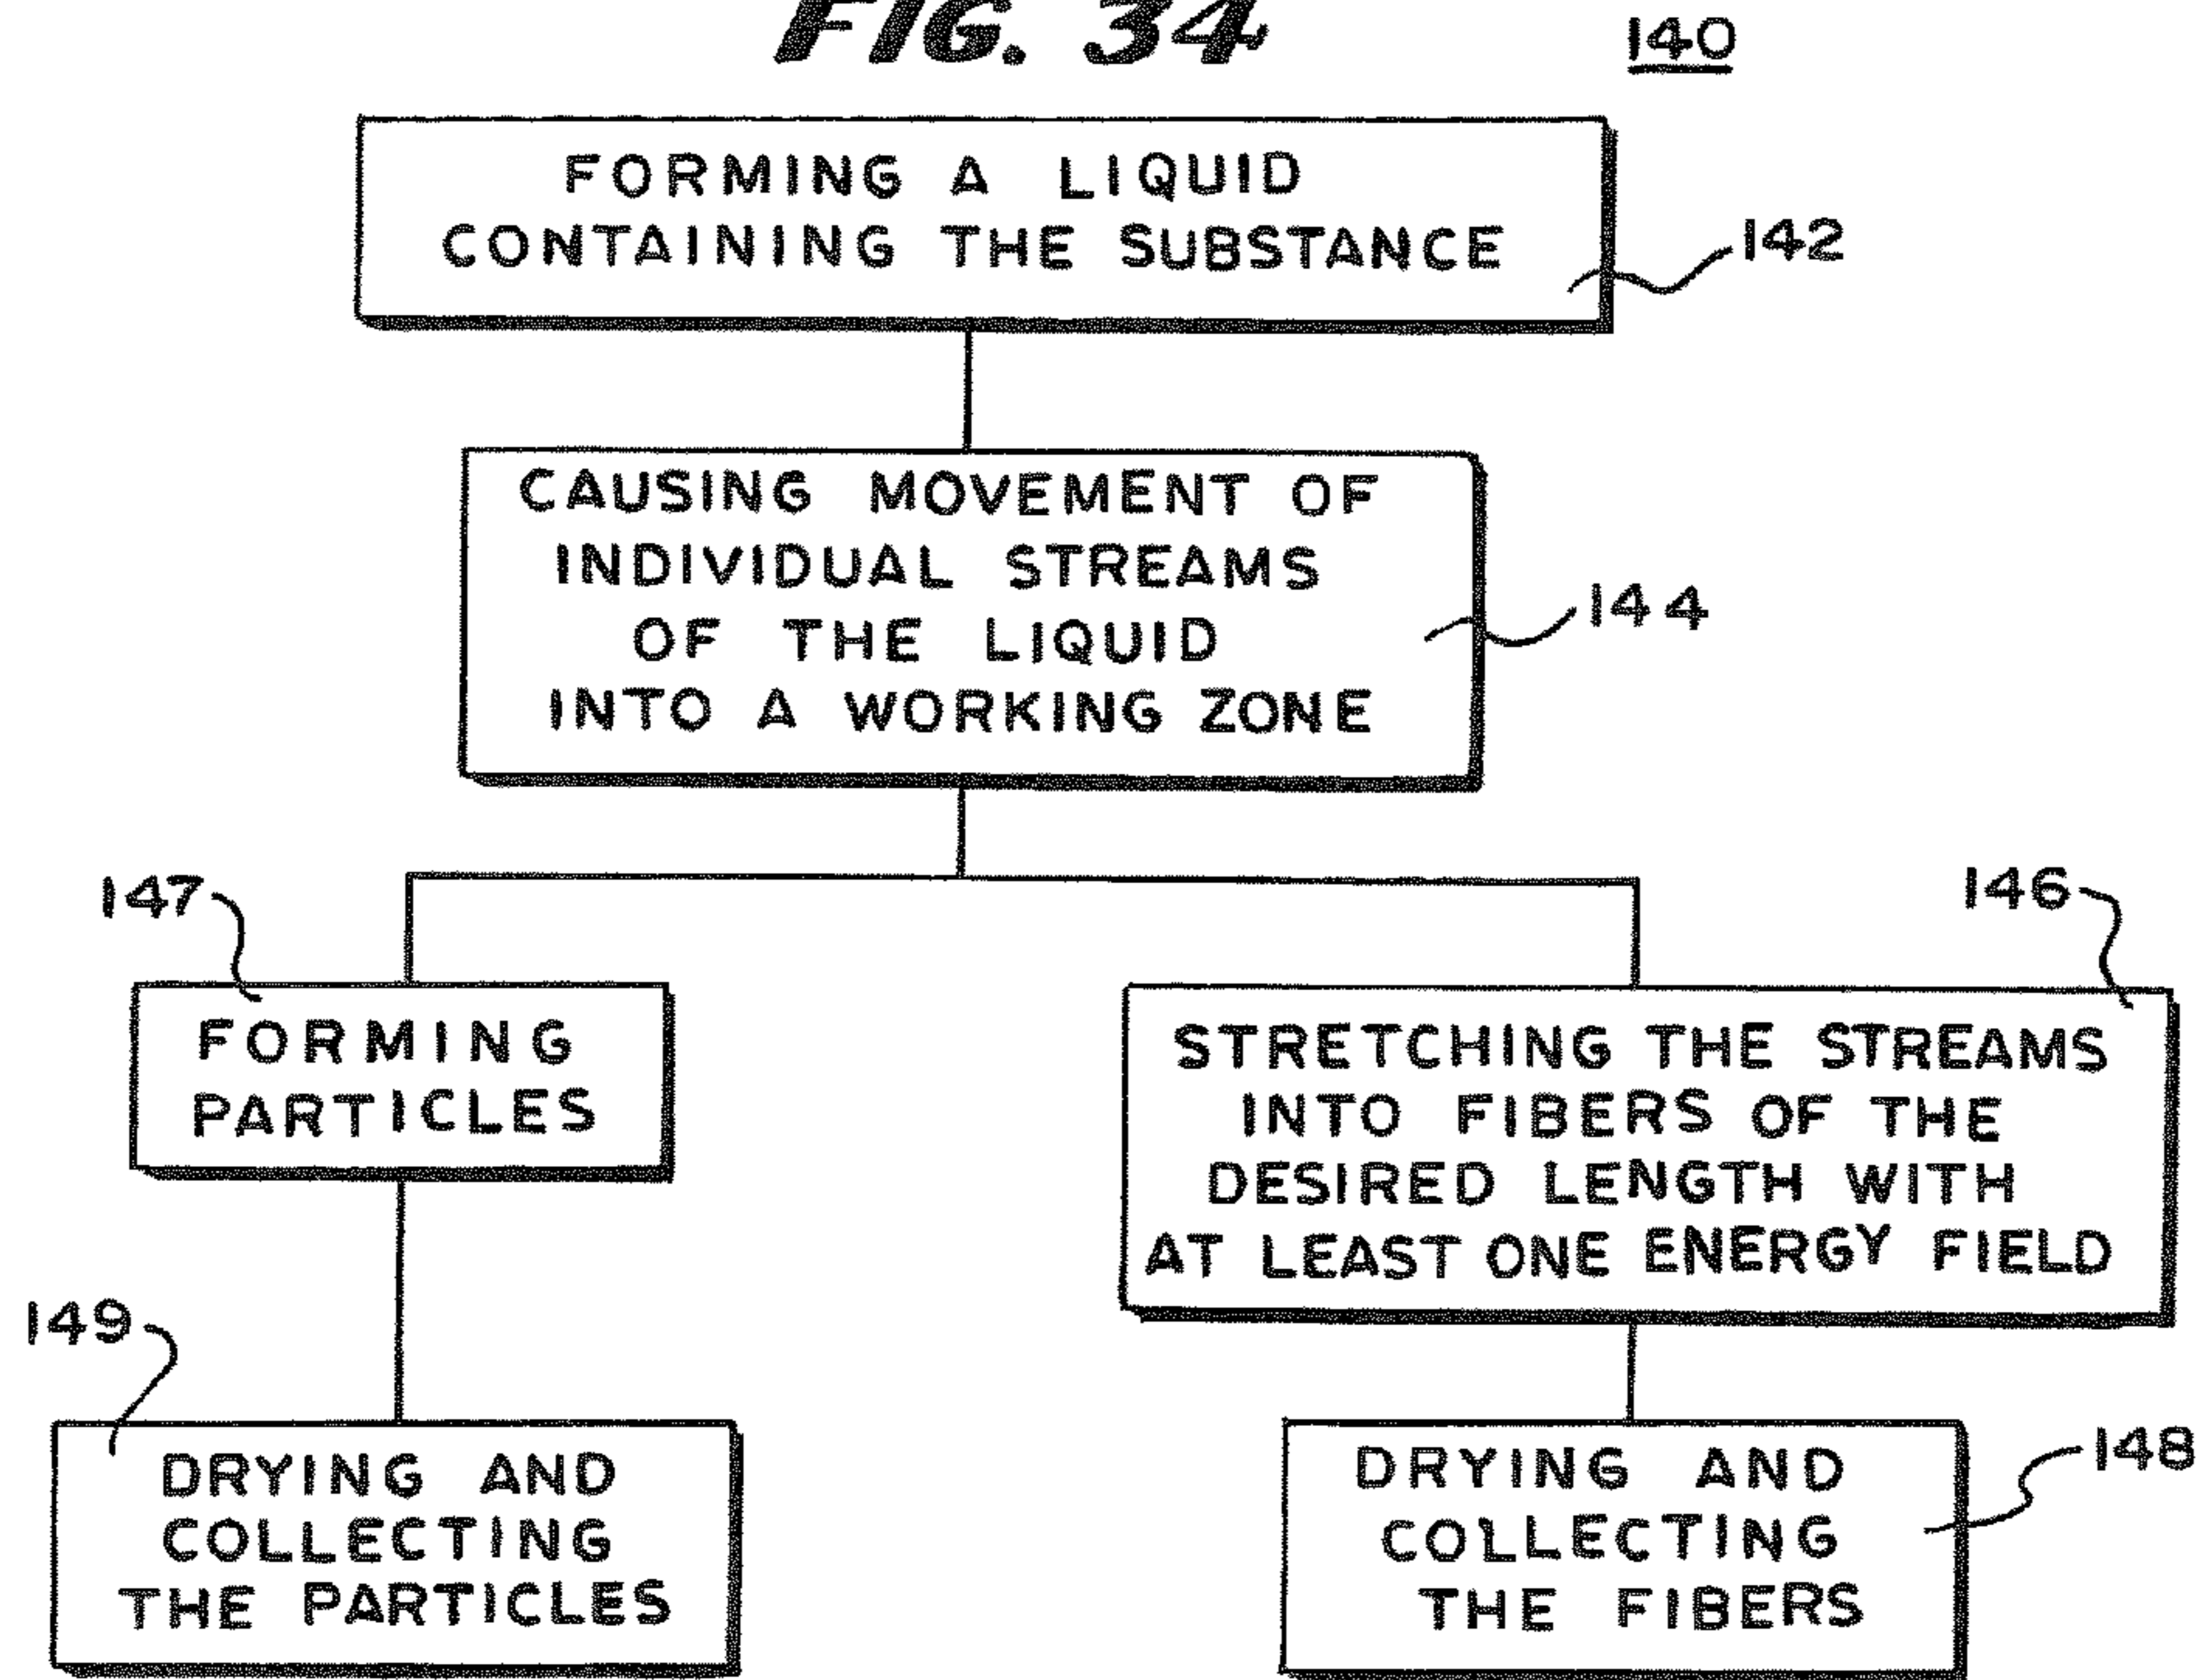 FIG. 34
140
FORMING A LIQUID
CONTAINING THE SUBSTANCE
142
CAUSING MOVEMENT OF
INDIVIDUAL STREAMS
OF THE LIQUID
INTO A WORKING ZONE
144
147
FORMING
PARTICLES
146
STRETCHING THE STREAMS
INTO FIBERS OF THE
DESIRED LENGTH WITH
AT LEAST ONE ENERGY FIELD
149
DRYING AND
COLLECTING
THE PARTICLES
DRYING AND
COLLECTING
THE FIBERS
148